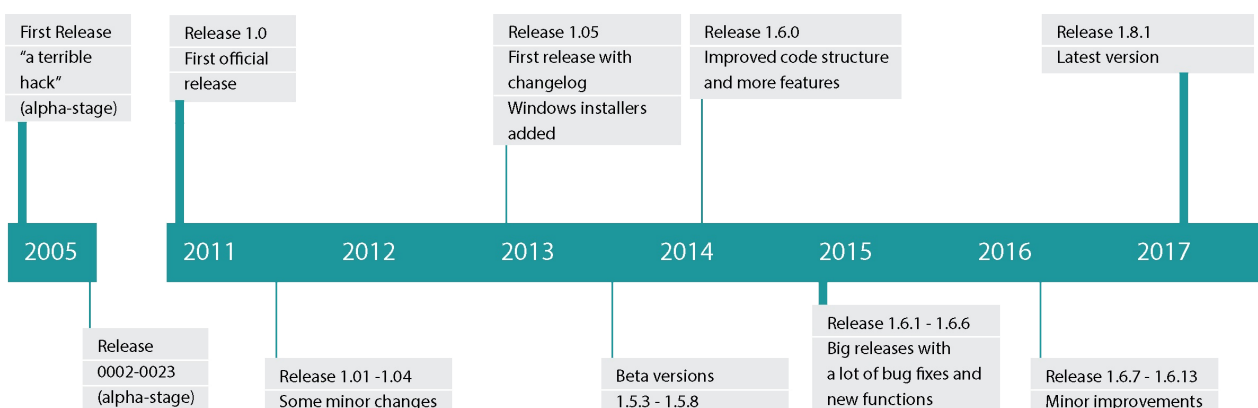 First Release
“a terrible
hack”
(alpha-stage)
Release 1.0
First official
release
Release 1.05
First release with
changelog
Windows installers
added
Release 1.6.0
Improved code structure
and more features
Release 1.8.1
Latest version
2005
2011
2012
2013
2014
2015
2016
2017
Release
0002-0023
(alpha-stage)
Release 1.01 -1.04
Some minor changes
Beta versions
1.5.3 - 1.5.8
Release 1.6.1 - 1.6.6
Big releases with
a lot of bug fixes and
new functions
Release 1.6.7 - 1.6.13
Minor improvements